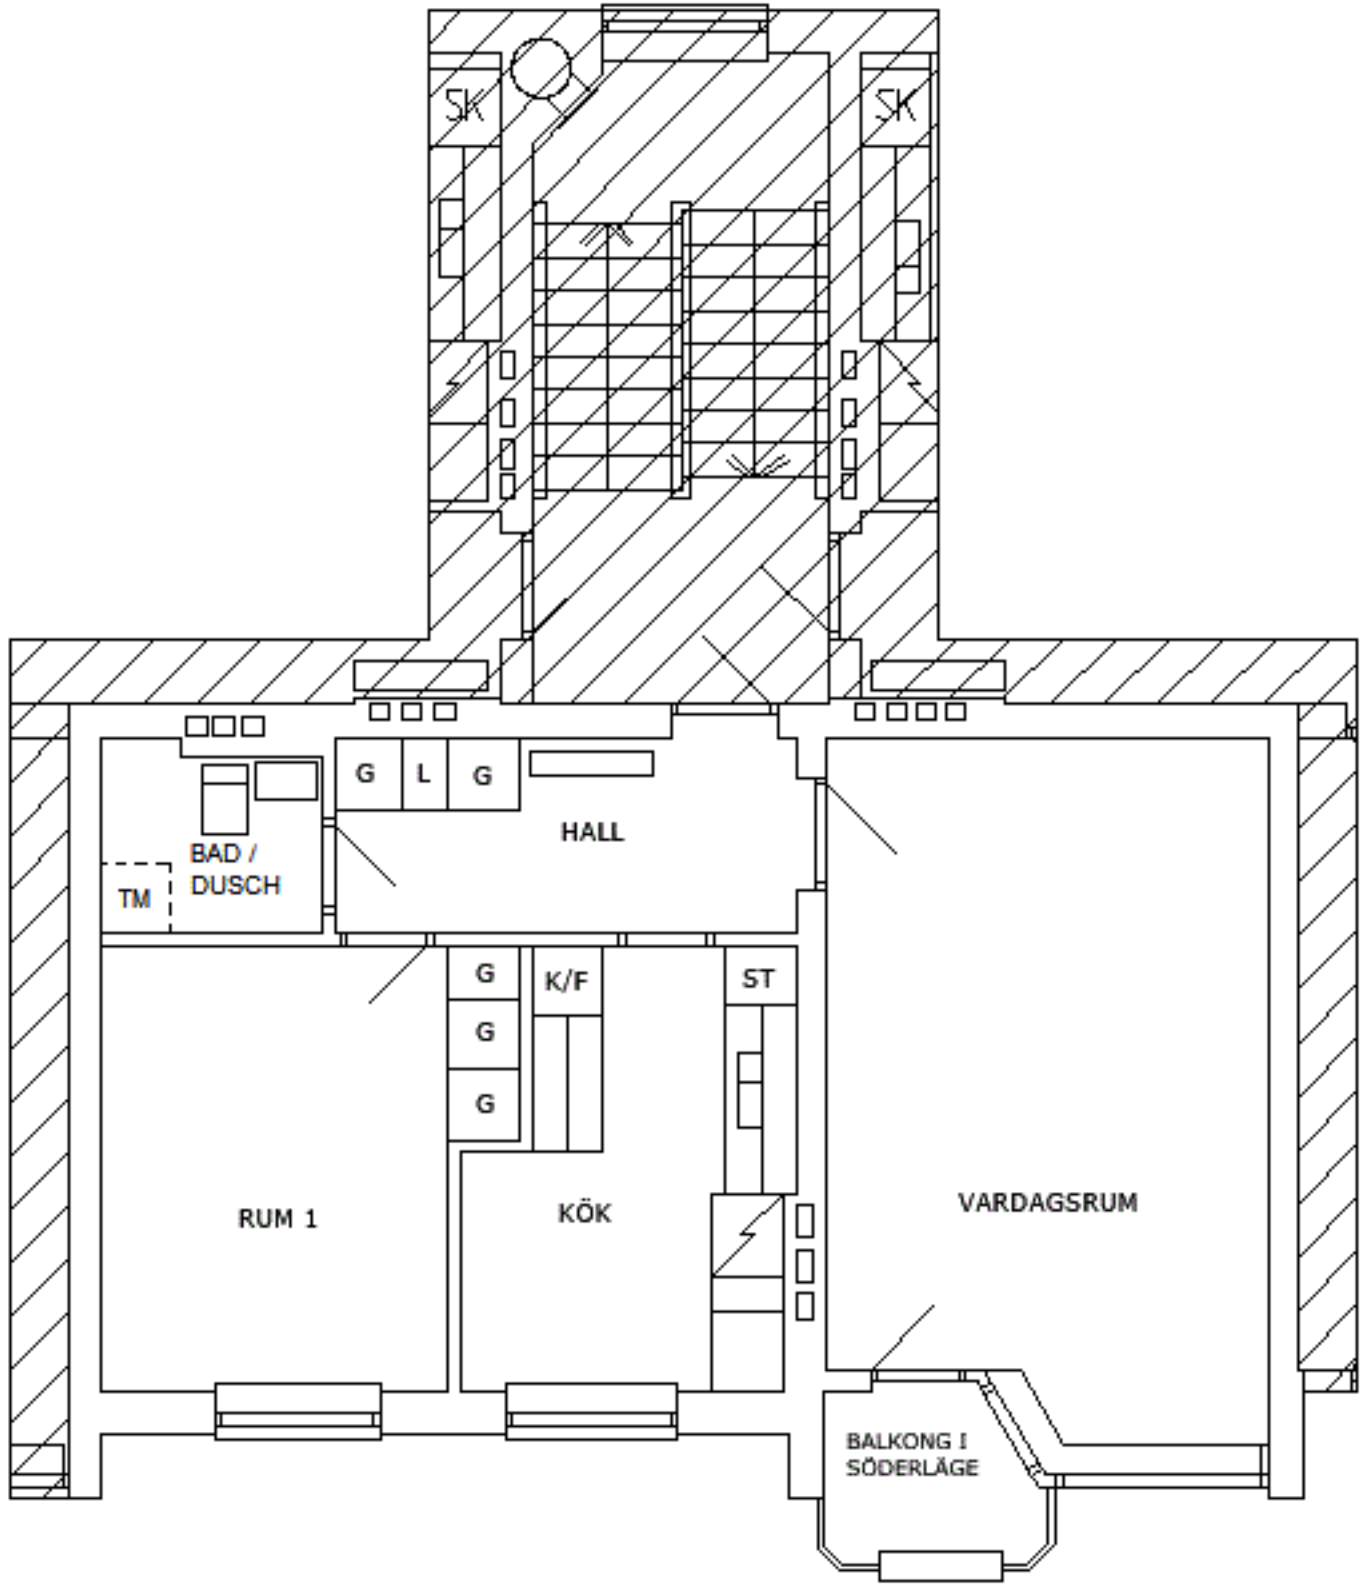 SK
SK
G
L
G
HALL
BAD /
DUSCH
TM
G
K/F
ST
G
G
RUM 1
KÖK
VARDAGSRUM
BALKONG I
SÖDERLÄGE